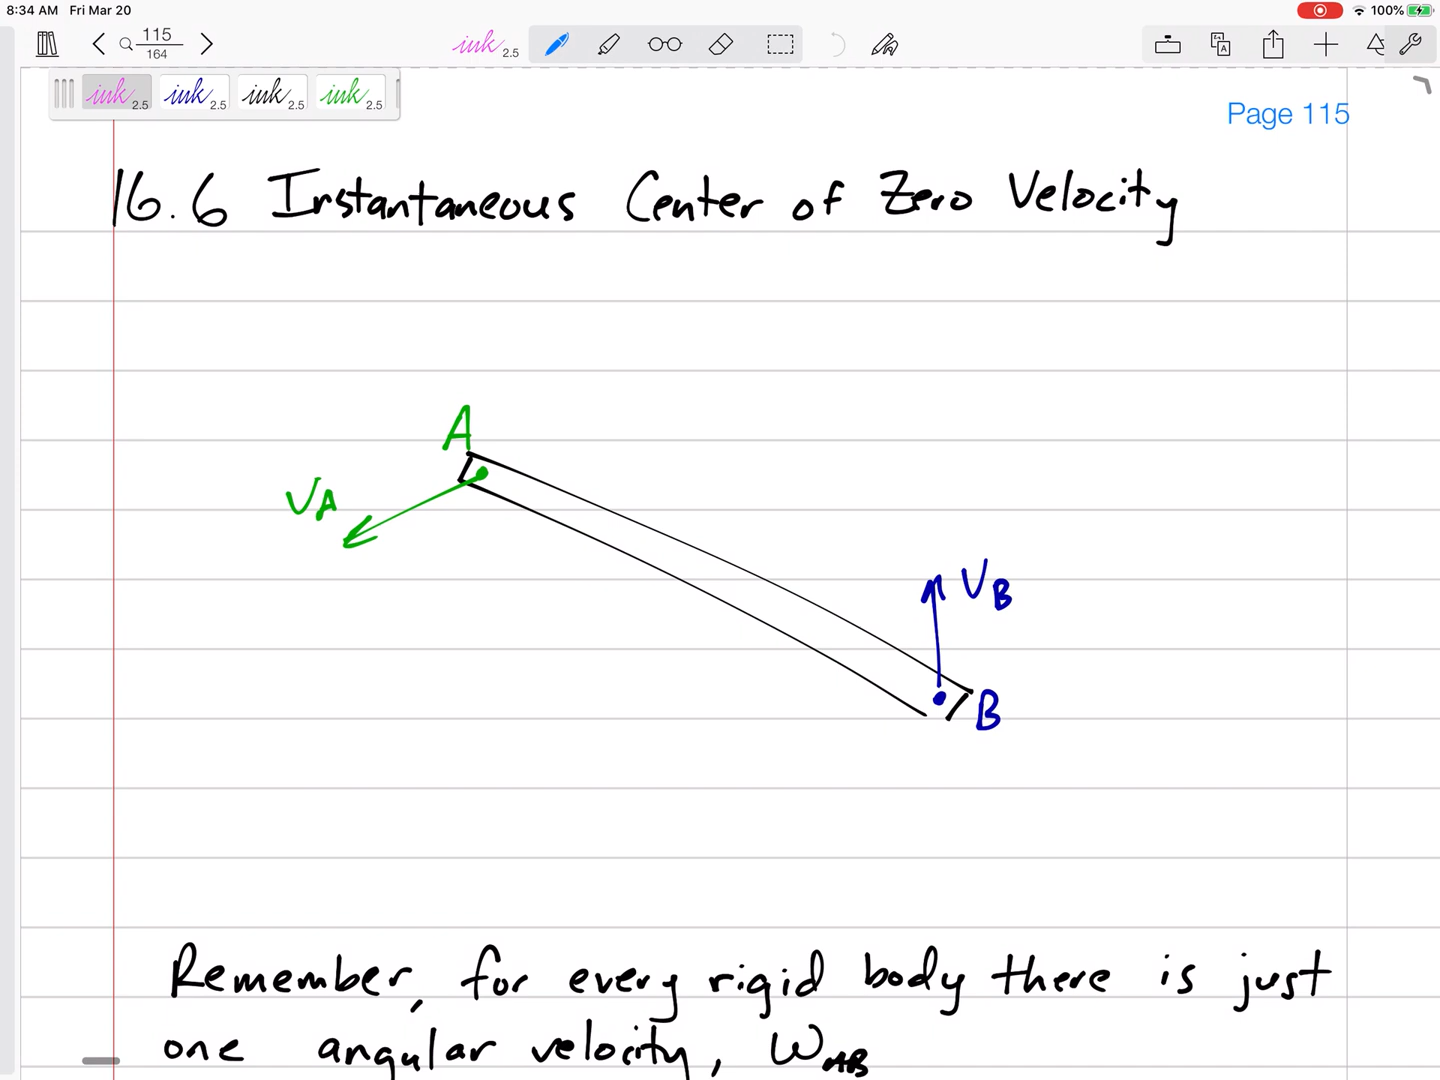 8:34 AM Fri Mar 20
100%
115
164
ink 2.5
ink 2.5
ink 2.5
ink 2.5
ink 2.5
Page 115
16.6 Instantaneous Center of Zero Velocity
A
VA
VB
B
Remember, for every rigid body there is just
one angular velocity, ωAB